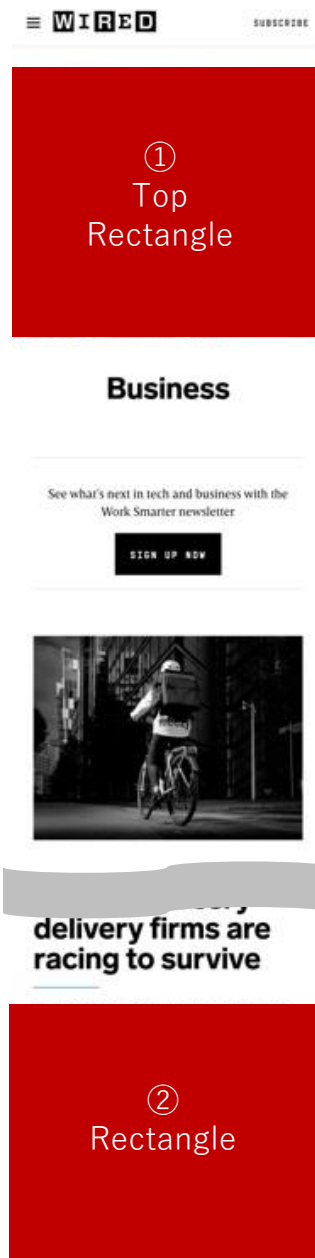 WIRED SUBSCRIBE
①
Top
Rectangle
Business
See what's next in tech and business with the
Work Smarter newsletter
SIGN UP NOW
delivery firms are
racing to survive
②
Rectangle